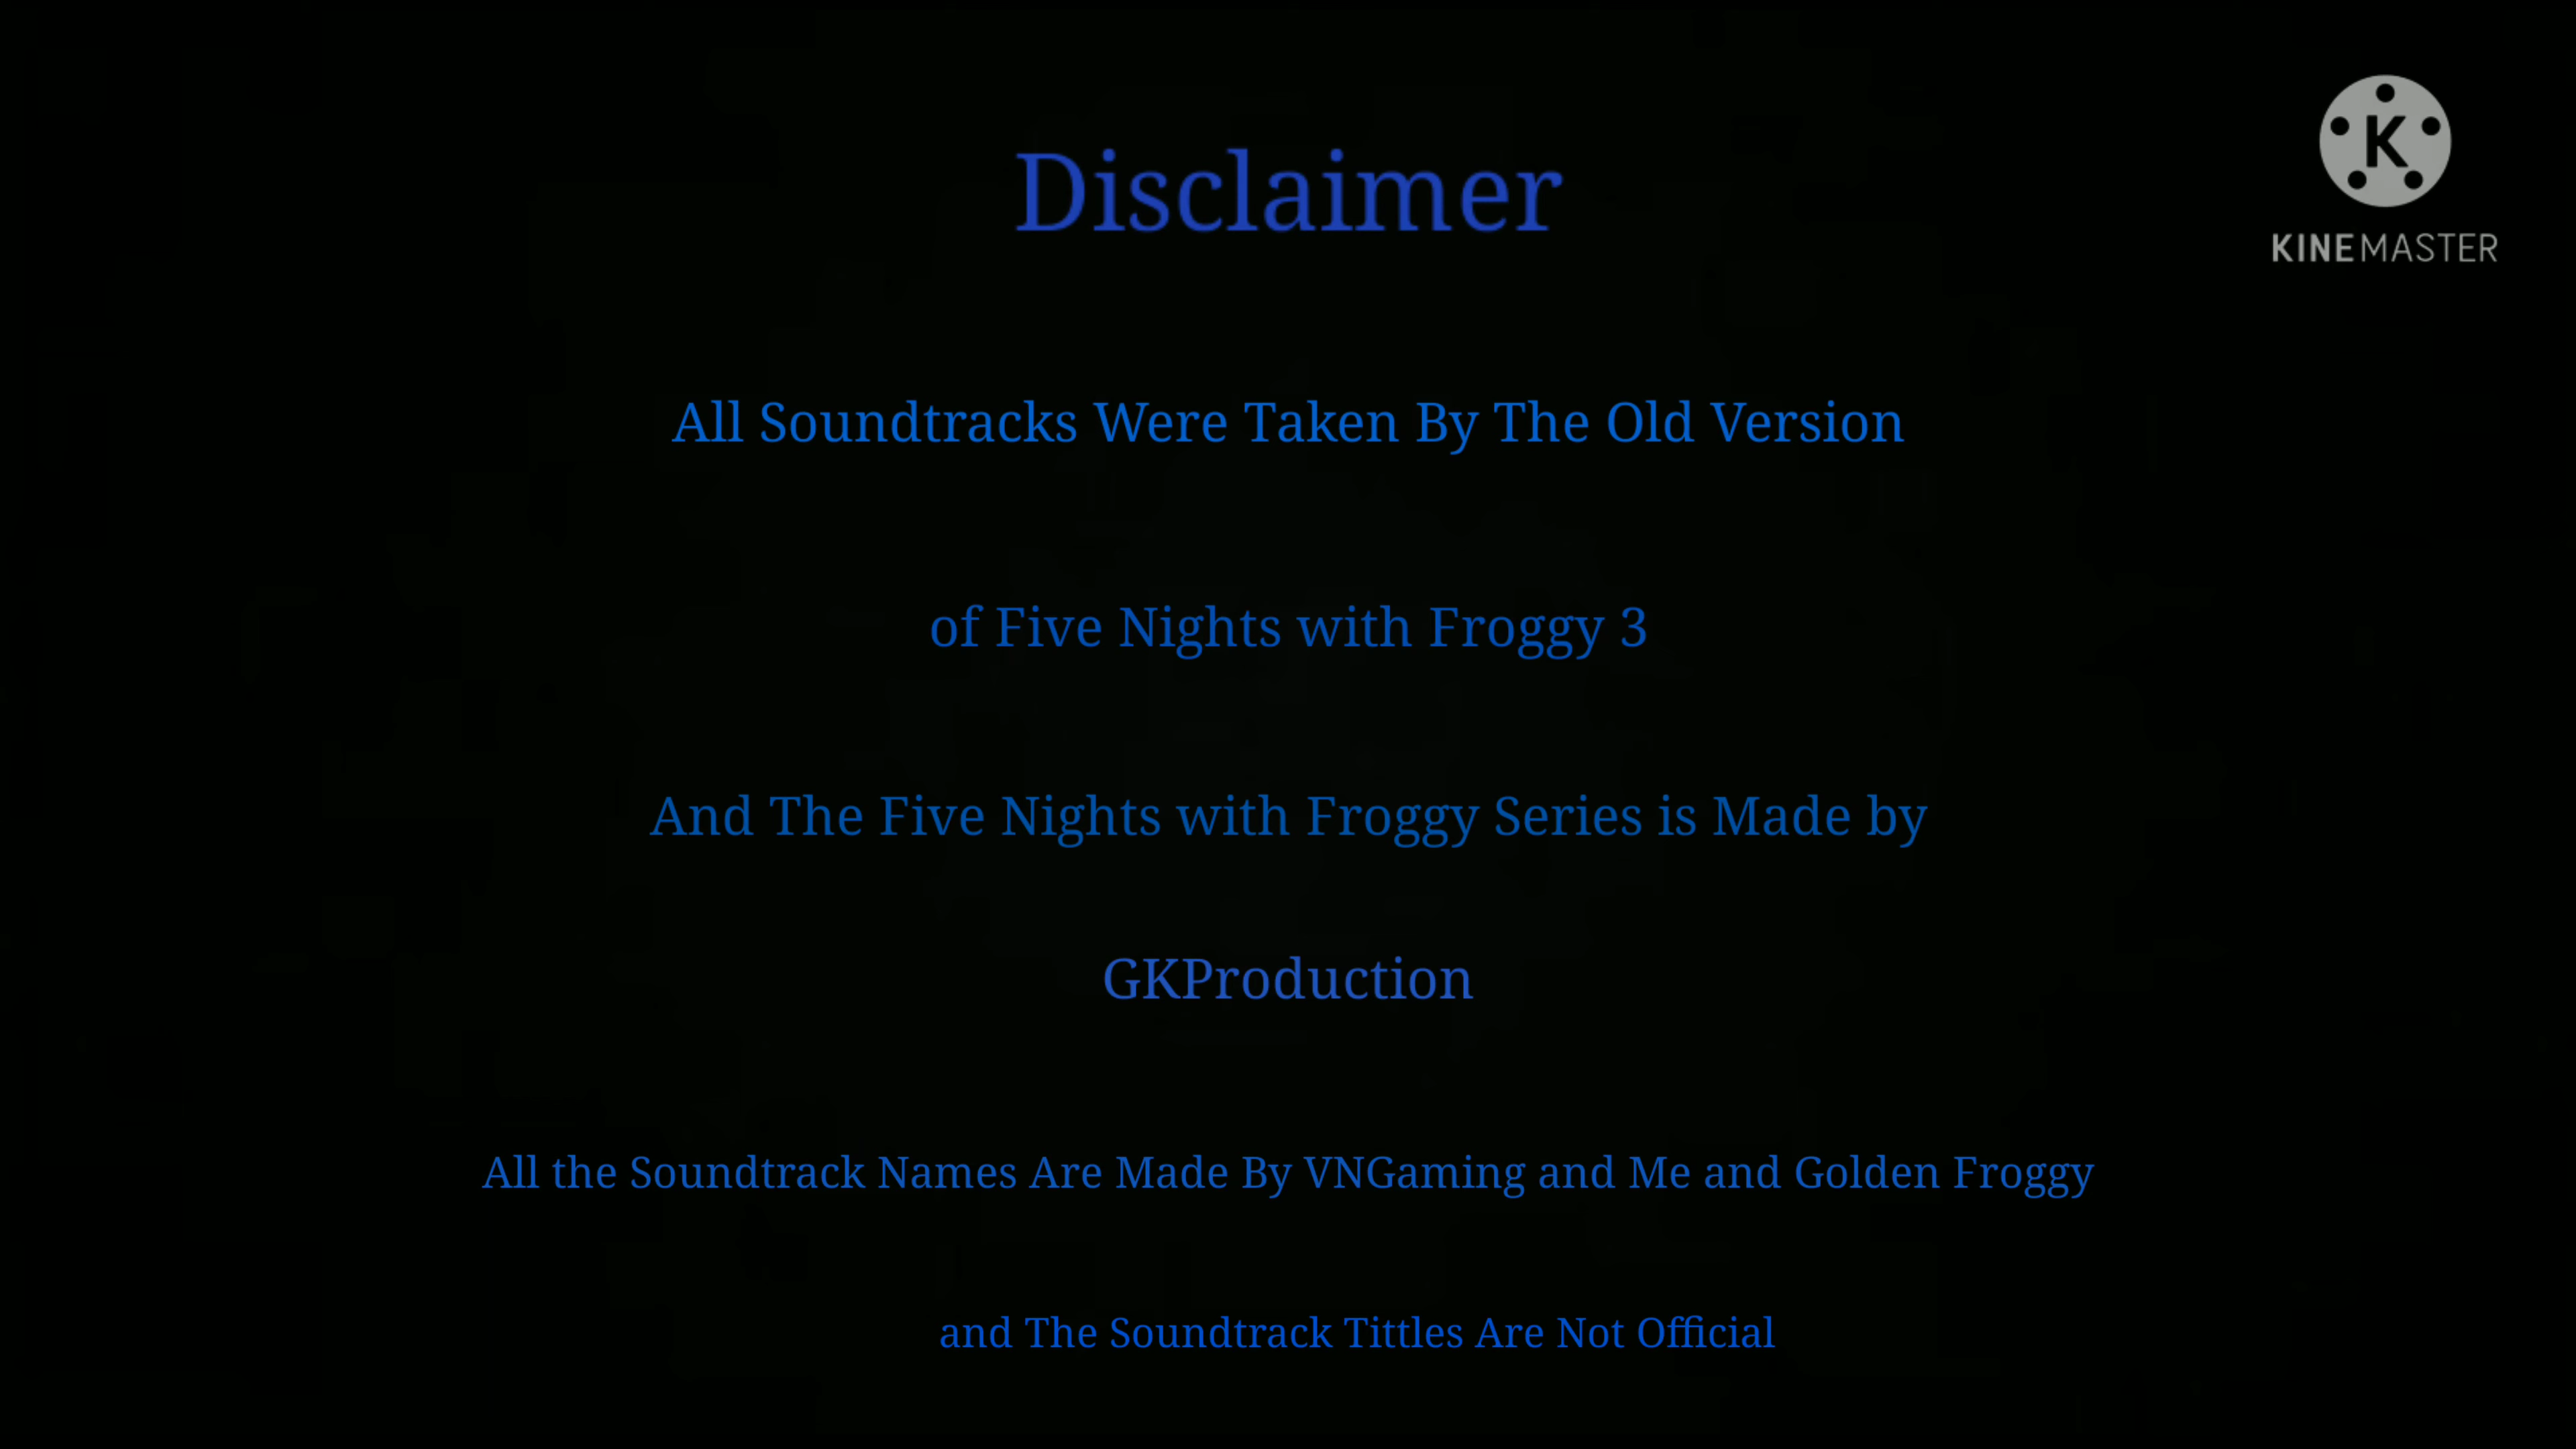 Disclaimer
K
KINEMASTER
All Soundtracks Were Taken By The Old Version
of Five Nights with Froggy 3
And The Five Nights with Froggy Series is Made by
GKProduction
All the Soundtrack Names Are Made By VNGaming and Me and Golden Froggy
and The Soundtrack Tittles Are Not Official